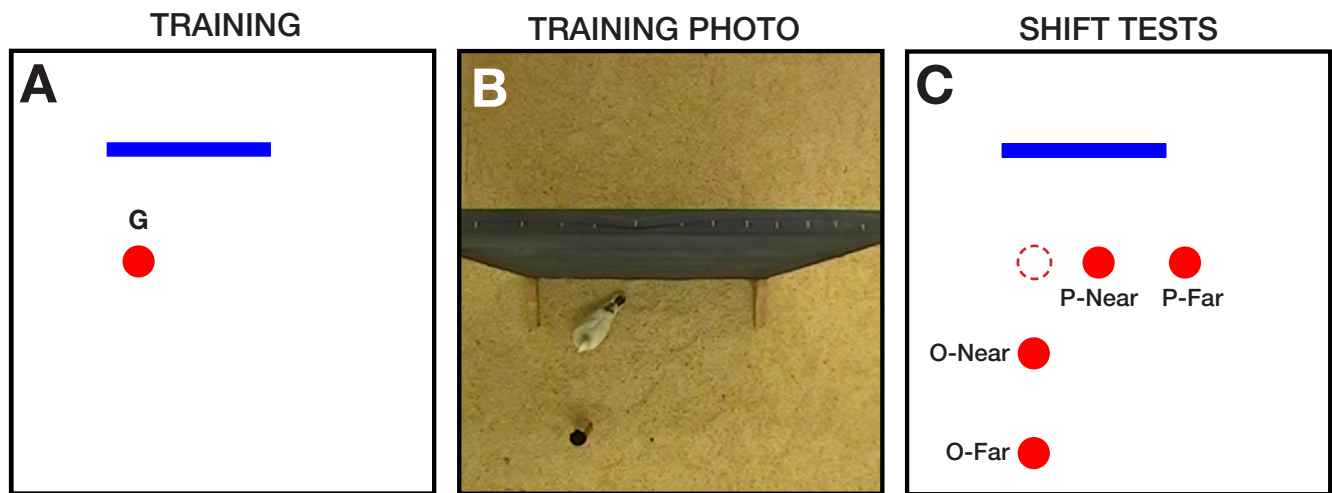 TRAINING
TRAINING PHOTO
SHIFT TESTS
A
B
C
G
P-Near
P-Far
O-Near
O-Far